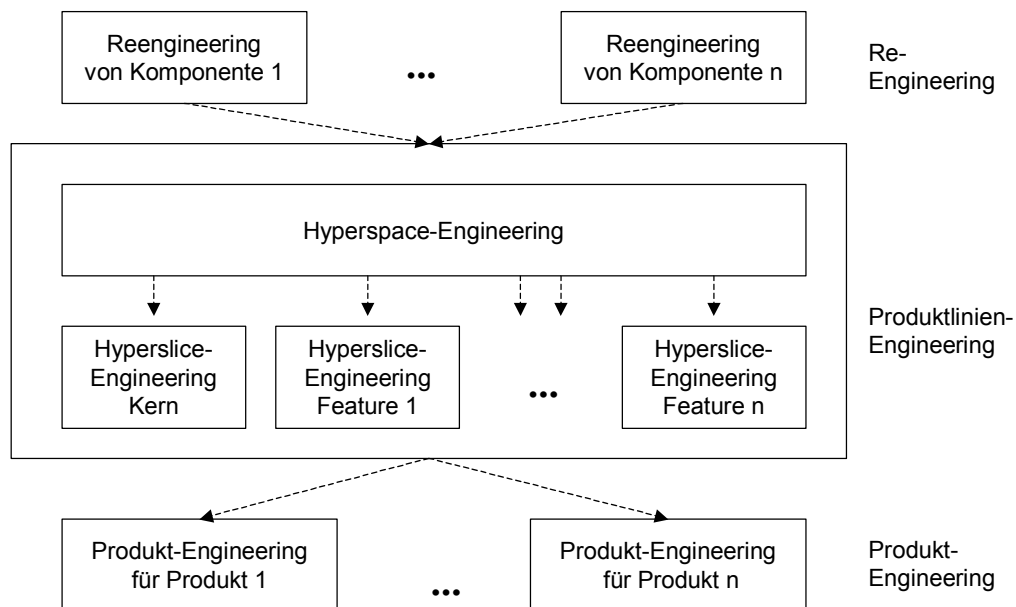 Reengineering
von Komponente 1
...
Reengineering
von Komponente n
Re-
Engineering
Hyperspace-Engineering
Hyperslice-
Engineering
Kern
Hyperslice-
Engineering
Feature 1
...
Hyperslice-
Engineering
Feature n
Produktlinien-
Engineering
Produkt-Engineering
für Produkt 1
...
Produkt-Engineering
für Produkt n
Produkt-
Engineering